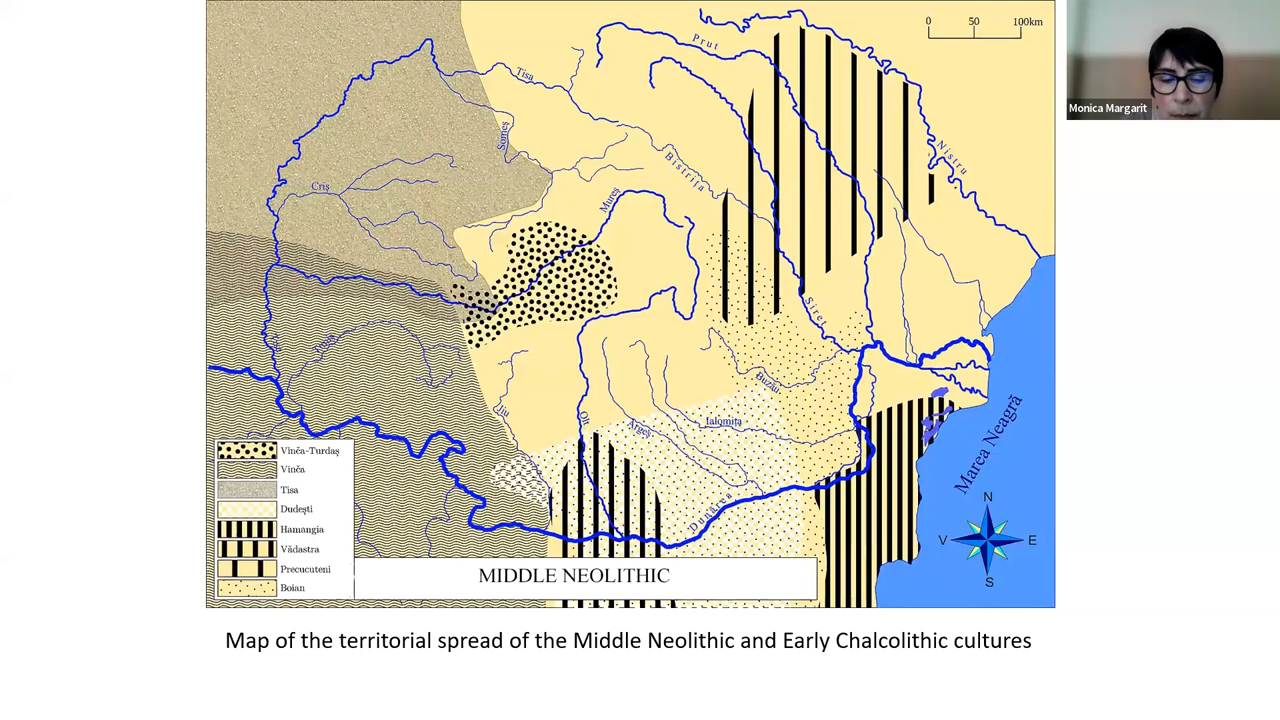 0 50 100km
Monica Margarit
Prut
Tisa
Someș
Nistru
Bistrița
Criș
Mureș
Siret
Timiș
Buzău
Jiu
Olt
Argeș
Ialomița
Dunărea
Marea Neagră
Vinča-Turdaș
Vinča
Tisa
Dudești
Hamangia
Vădastra
Precucuteni
Boian
N
V E
S
MIDDLE NEOLITHIC
Map of the territorial spread of the Middle Neolithic and Early Chalcolithic cultures